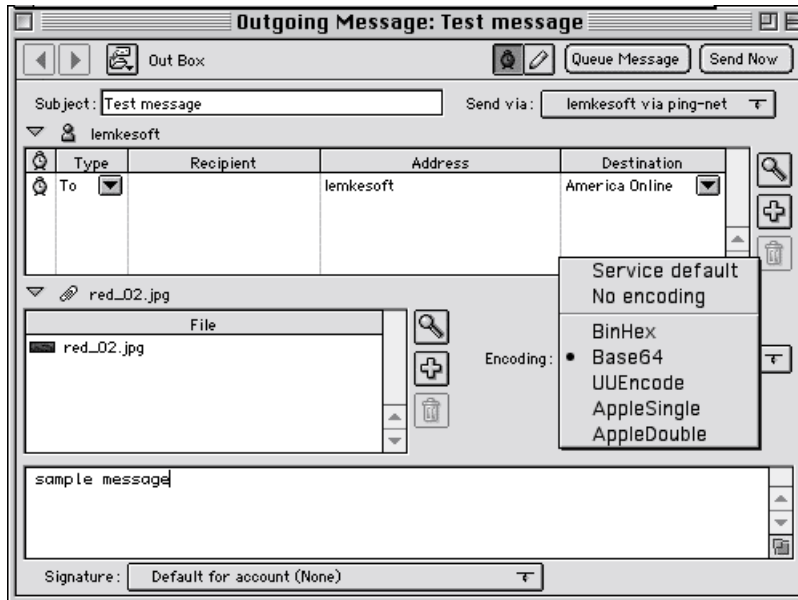 Outgoing Message: Test message
Out Box
Queue Message
Send Now
Subject: Test message
Send via: lemkesoft via ping-net
lemkesoft
Type Recipient Address Destination
To lemkesoft America Online
red_02.jpg
File
red_02.jpg
Encoding:
Service default
No encoding
BinHex
• Base64
UUEncode
AppleSingle
AppleDouble
sample message
Signature: Default for account (None)